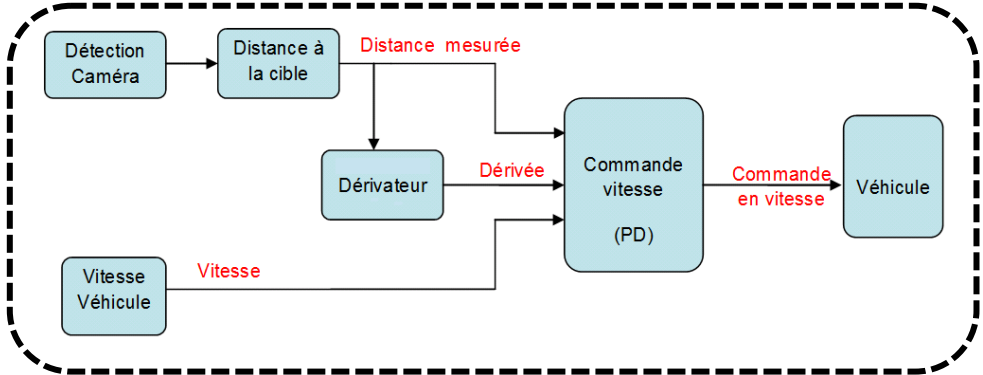 Détection
Caméra
Distance à
la cible
Distance mesurée
Dérivateur
Dérivée
Commande
vitesse
(PD)
Commande
en vitesse
Véhicule
Vitesse
Véhicule
Vitesse